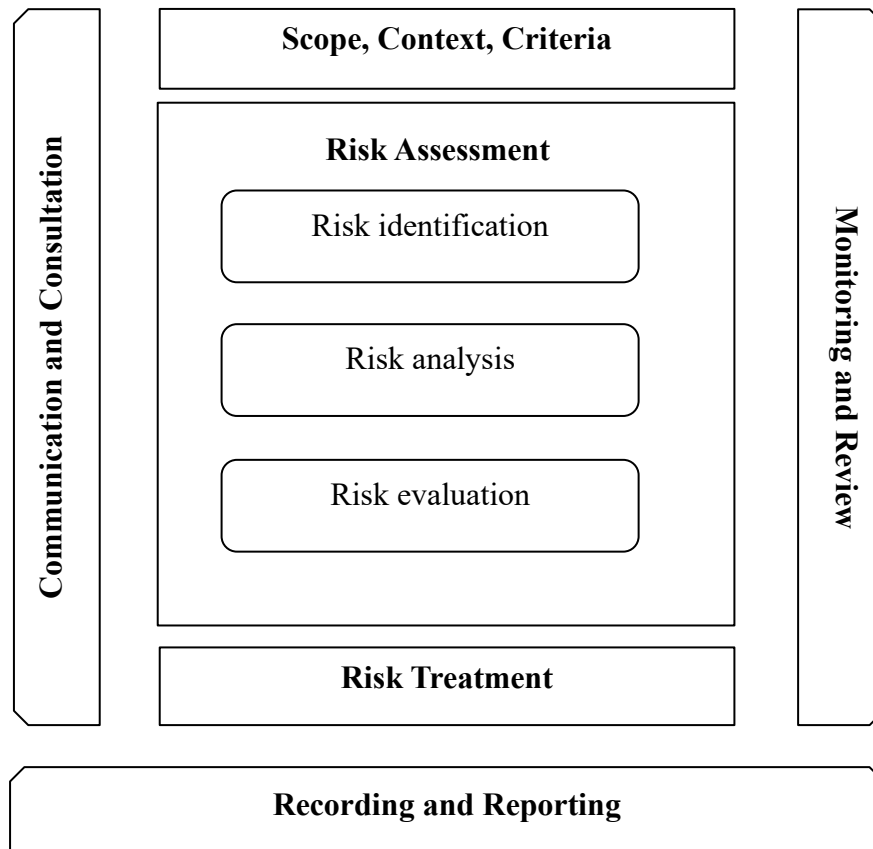 Scope, Context, Criteria
Communication and Consultation
Risk Assessment
Risk identification
Risk analysis
Risk evaluation
Monitoring and Review
Risk Treatment
Recording and Reporting